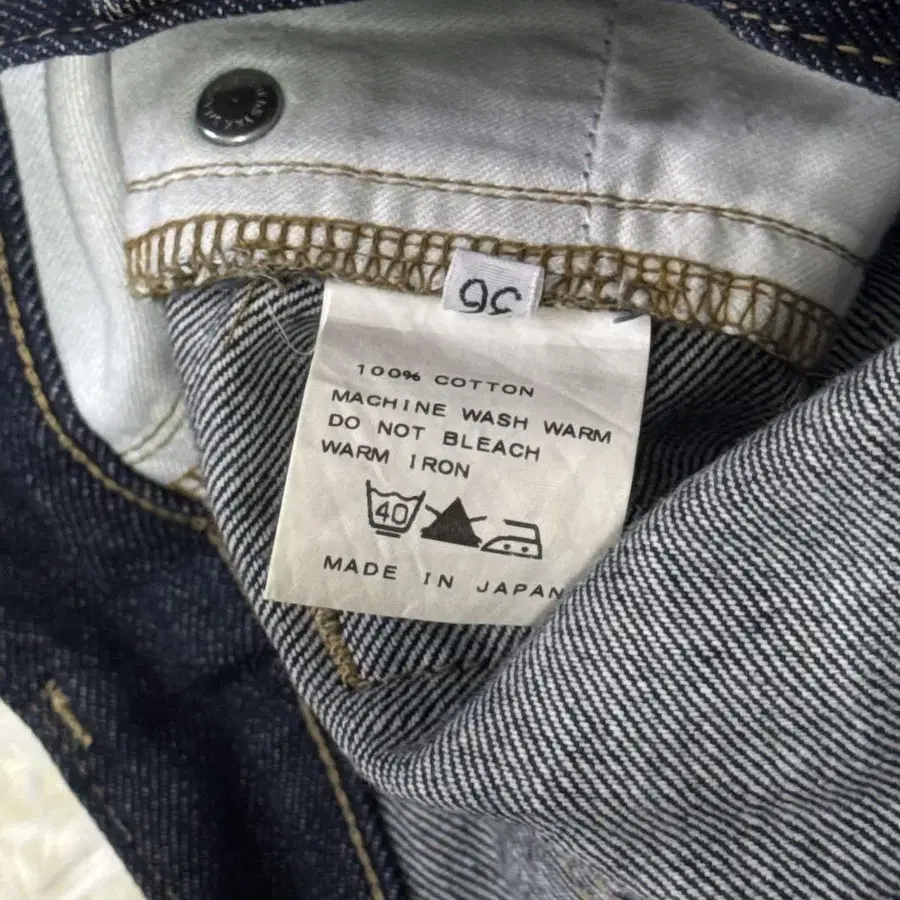 36
100% COTTON
MACHINE WASH WARM
DO NOT BLEACH
WARM IRON
40
MADE IN JAPAN